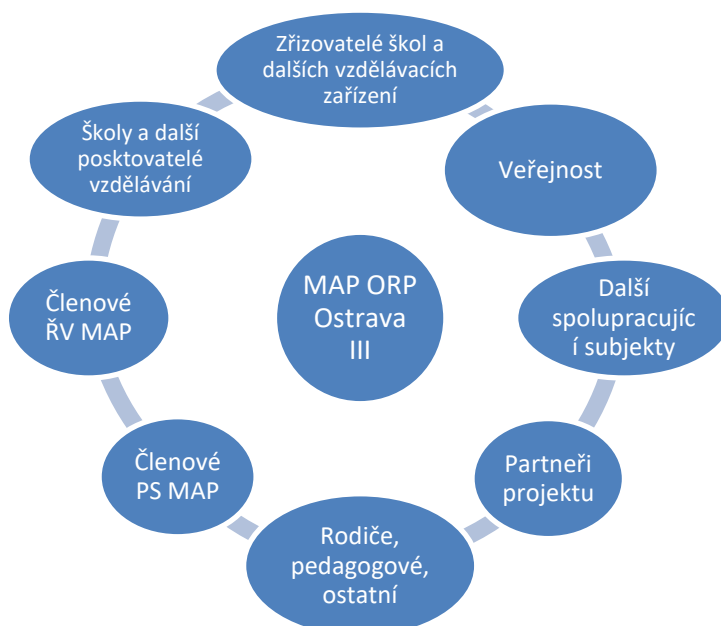 Zřizovatelé škol a
dalších vzdělávacích
zařízení
Školy a další
posktovatelé
vzdělávání
Veřejnost
Členové
ŘV MAP
MAP ORP
Ostrava
III
Další
spolupracujíc
í subjekty
Členové
PS MAP
Partneři
projektu
Rodiče,
pedagogové,
ostatní